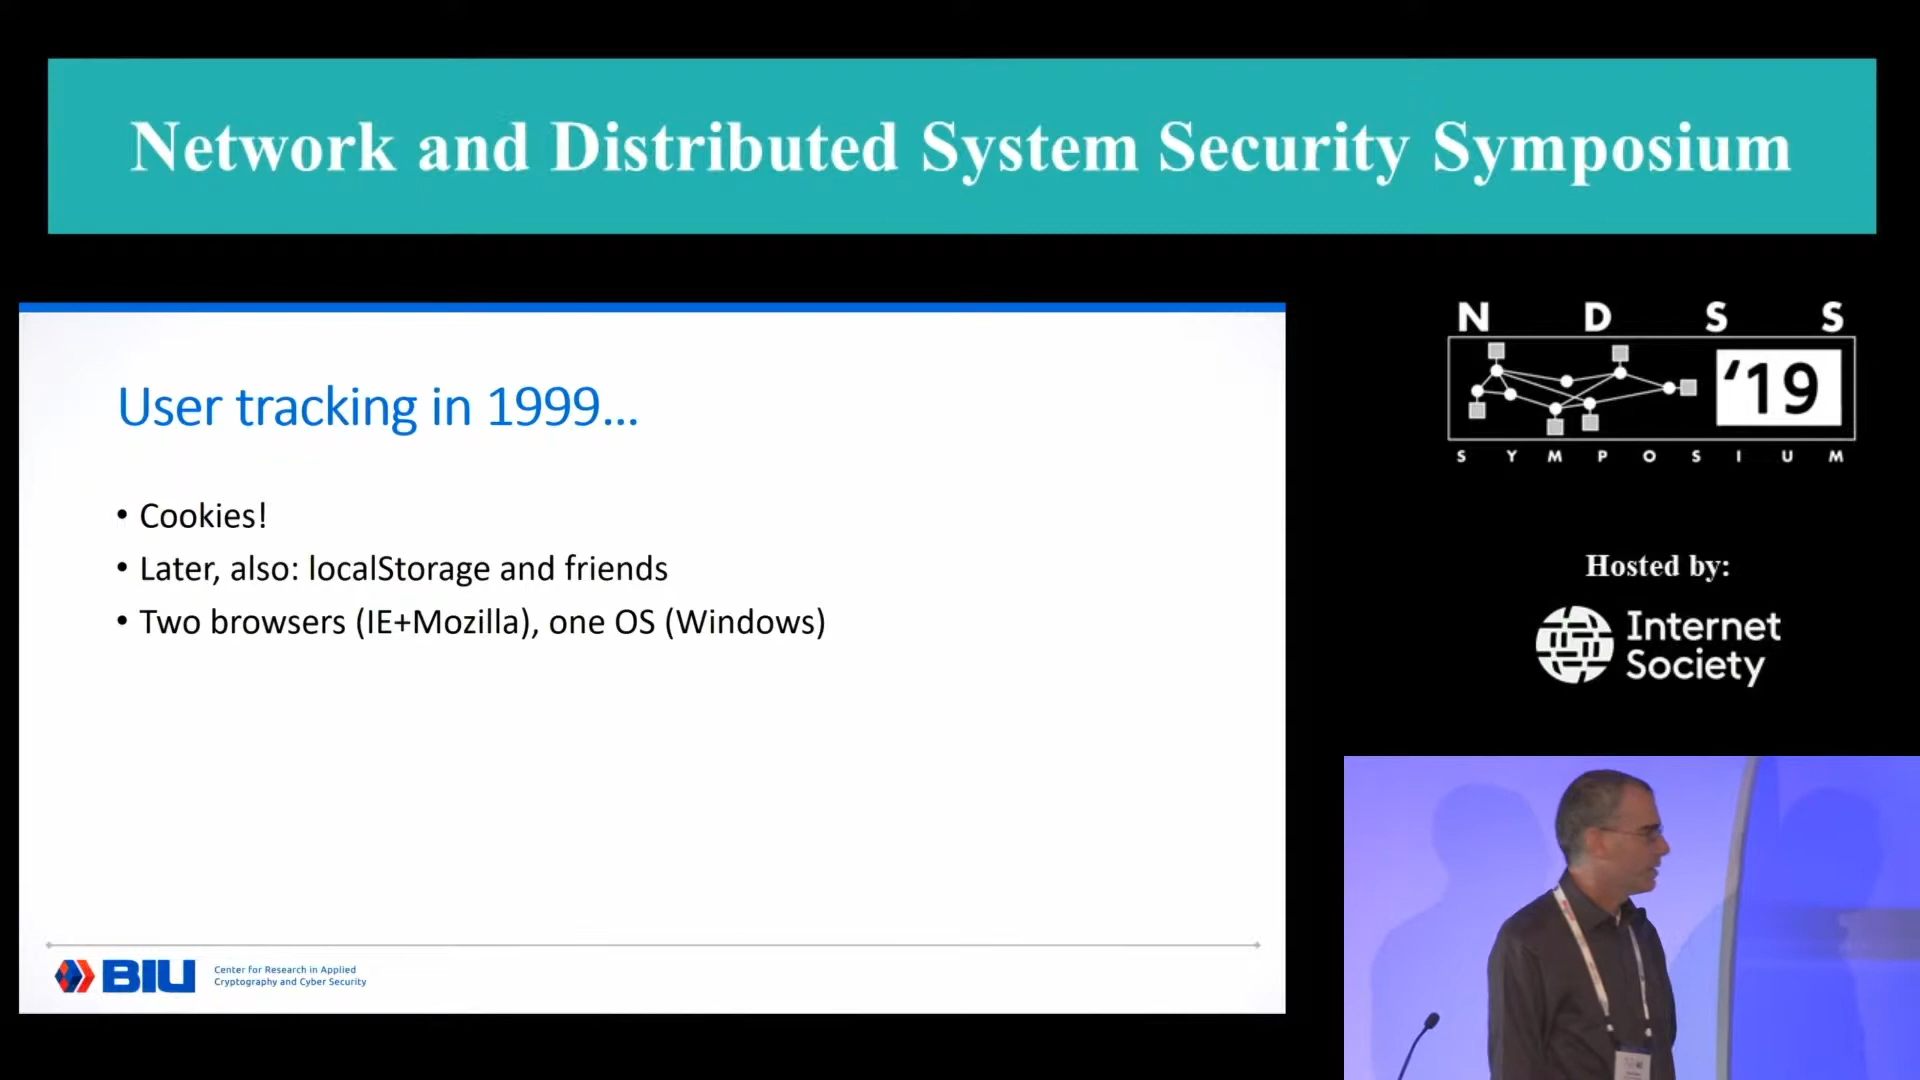 Network and Distributed System Security Symposium
N D S S
'19
S Y M P O S I U M
User tracking in 1999...
• Cookies!
• Later, also: localStorage and friends
• Two browsers (IE+Mozilla), one OS (Windows)
Hosted by:
Internet
Society
BIU
Center for Research in Applied
Cryptography and Cyber Security